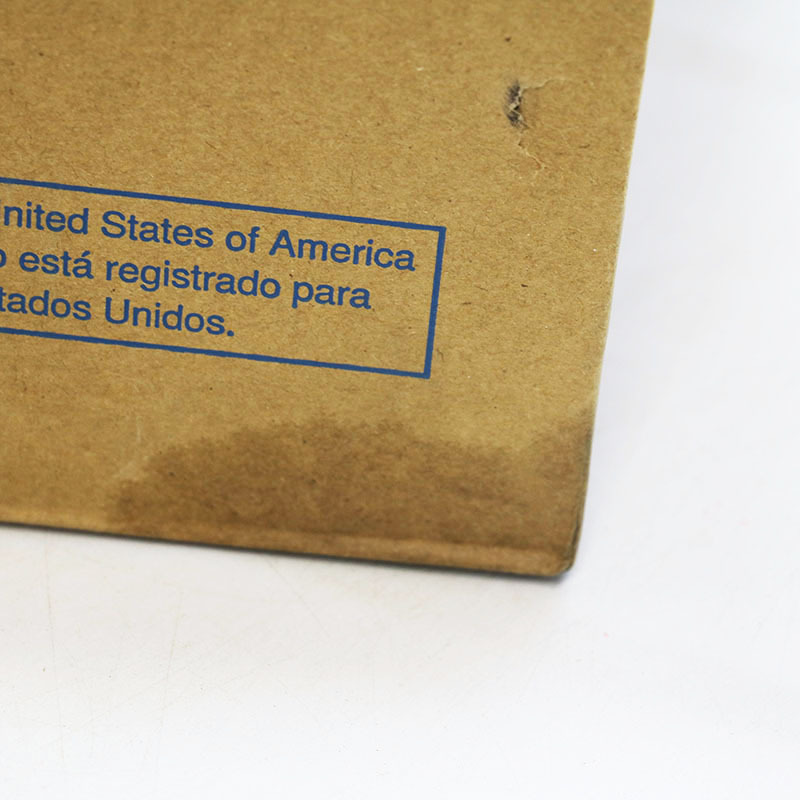 nited States of America
está registrado para
tados Unidos.